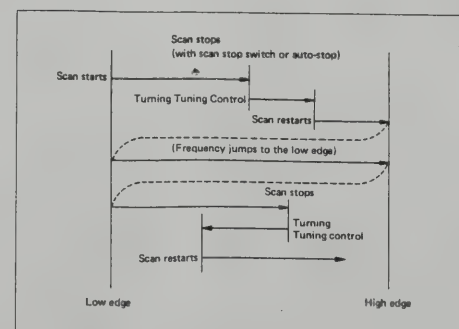 Scan stops
(with scan stop switch or auto-stop)
Scan starts
Turning Tuning Control
Scan restarts
(Frequency jumps to the low edge)
Scan stops
Turning
Tuning control
Scan restarts
Low edge
High edge